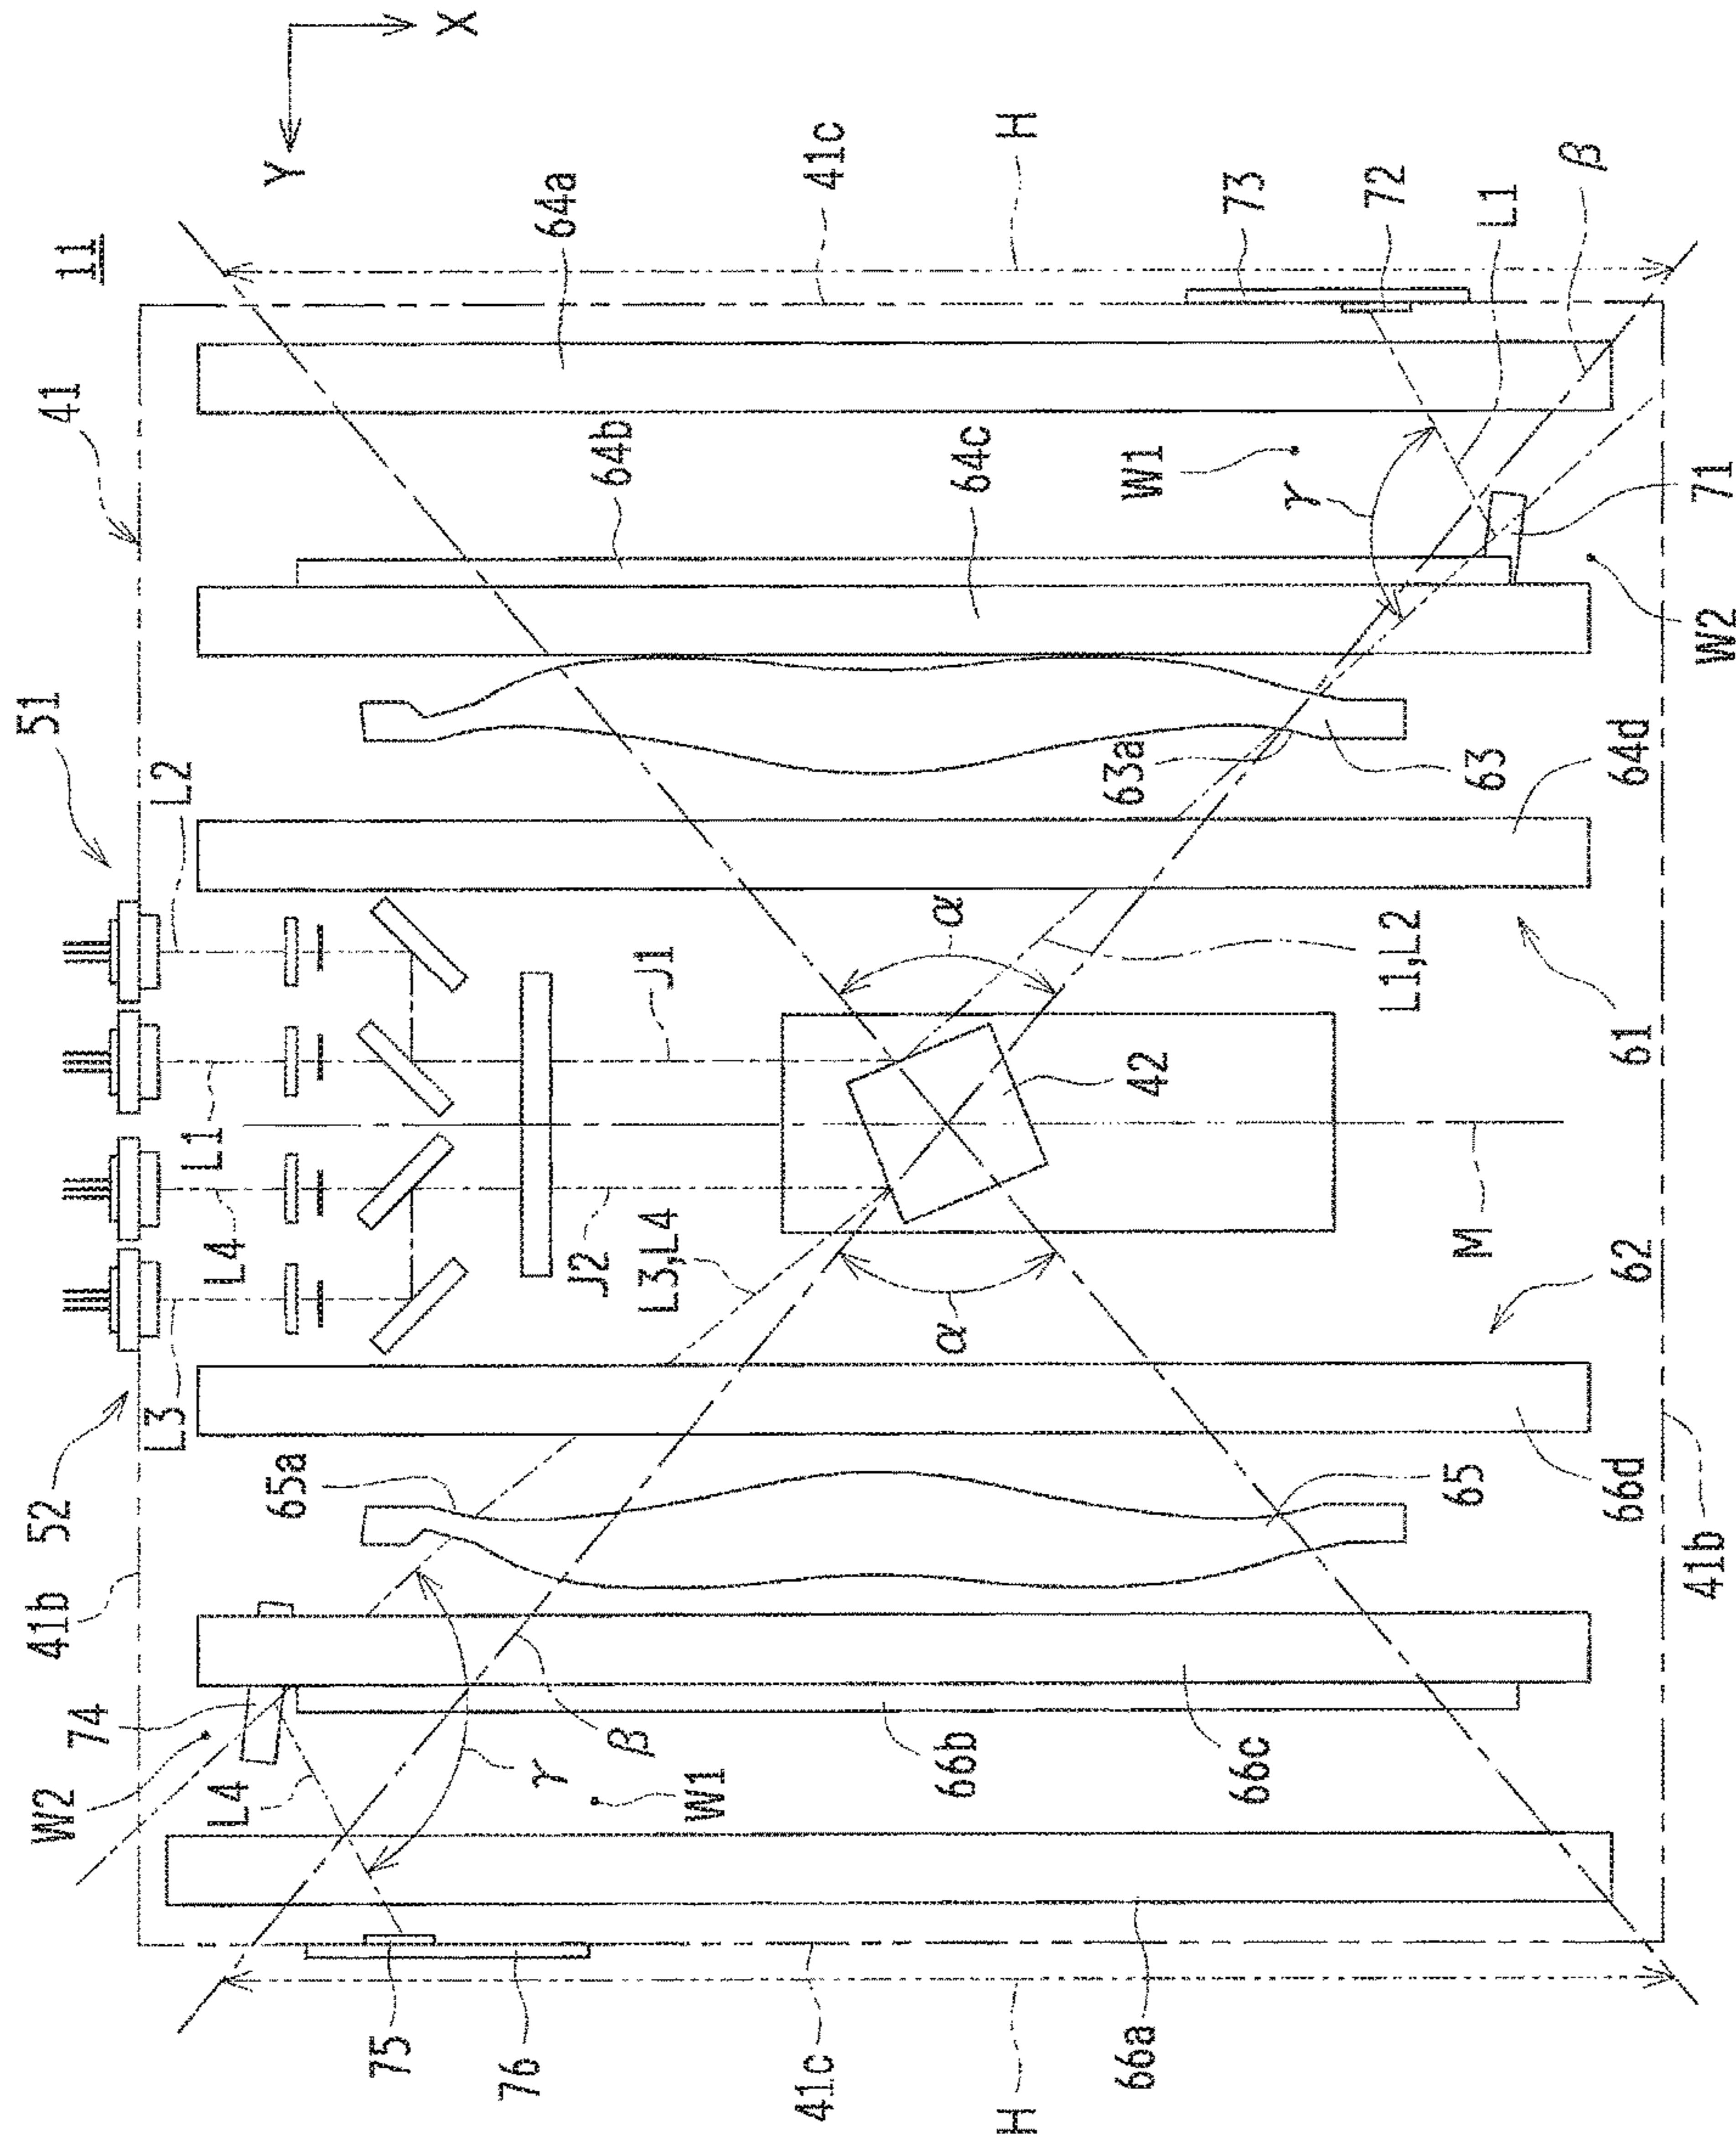 11
X
Y
41
64a
41c
H
73
72
L1
β
64b
64c
W1
γ
71
W2
51
L2
63a
63
64d
α
J1
L1,L2
61
42
L1
L4
M
J2
L3,L4
62
α
L3
52
65a
65
66d
41b
41b
74
β
γ
W1
66b
66c
W2
L4
75
76
41c
66a
H